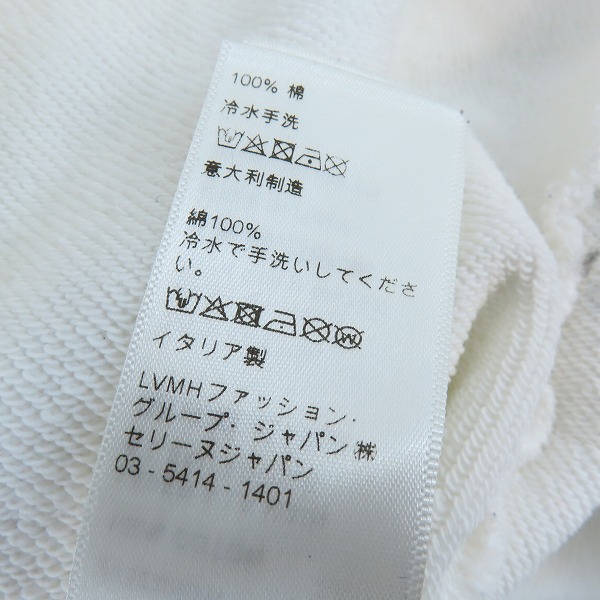 100% 棉
冷水手洗
意大利制造
綿100%
冷水で手洗いしてくださ
い。
イタリア製
LVMHファッション・
グループ・ジャパン㈱
セリーヌジャパン
03 - 5414 - 1401